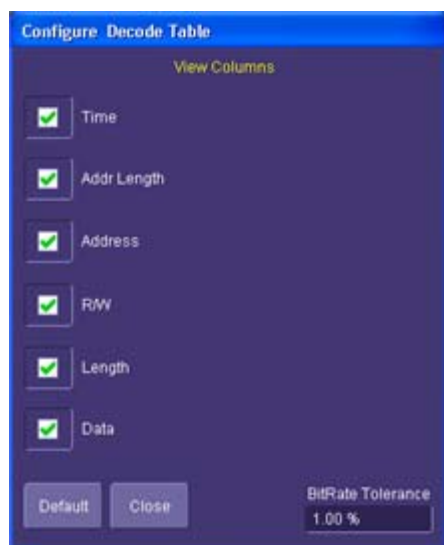 Configure Decode Table
View Columns
Time
Addr Length
Address
R/W
Length
Data
Default Close
BitRate Tolerance
1.00 %